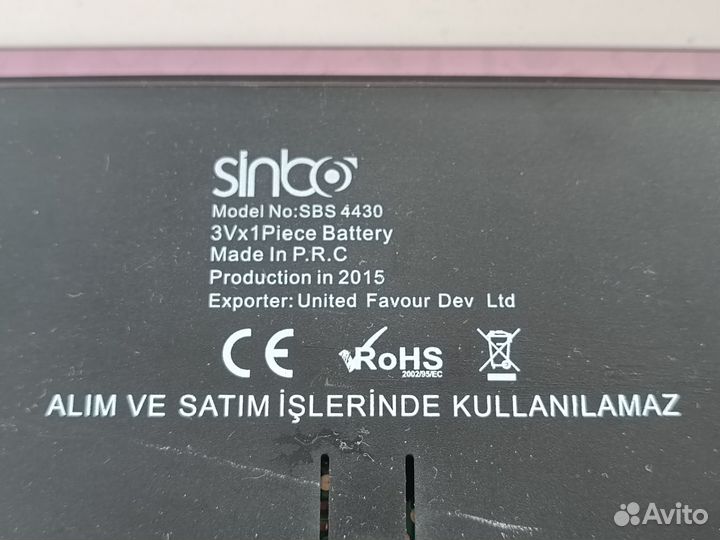 sinbo
Model No:SBS 4430
3Vx1Piece Battery
Made In P.R.C
Production in 2015
Exporter: United Favour Dev Ltd
CE RoHS
2002/95/EC
ALIM VE SATIM İŞLERİNDE KULLANILAMAZ
Avito